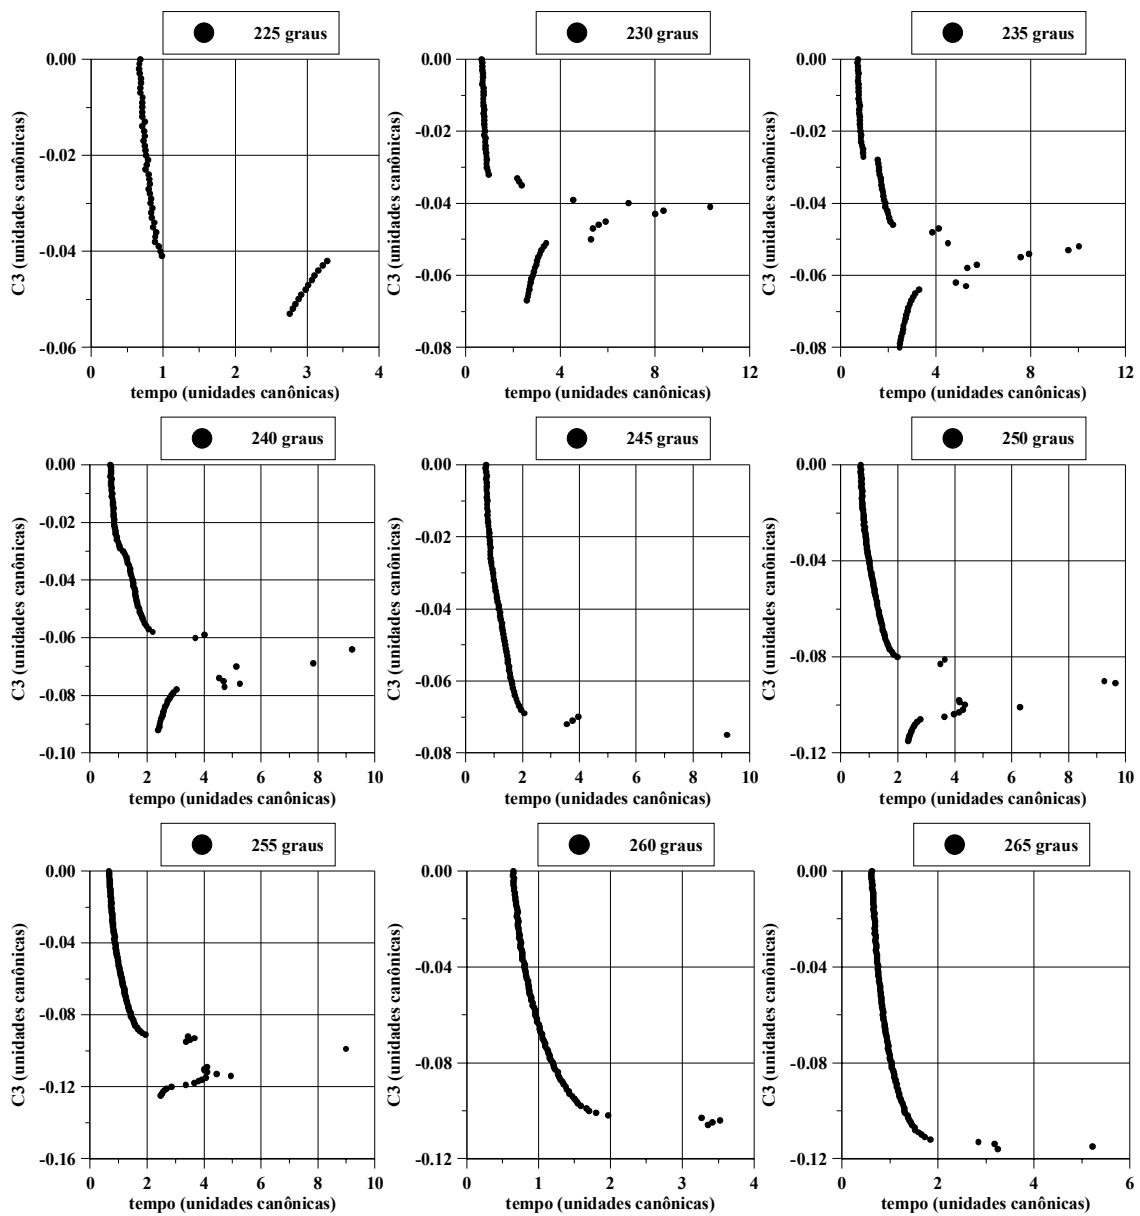 225 graus
230 graus
235 graus
0.00
-0.02
-0.04
-0.06
C3 (unidades canônicas)
0 1 2 3 4
tempo (unidades canônicas)
0.00
-0.02
-0.04
-0.06
-0.08
C3 (unidades canônicas)
0 4 8 12
tempo (unidades canônicas)
0.00
-0.02
-0.04
-0.06
-0.08
C3 (unidades canônicas)
0 4 8 12
tempo (unidades canônicas)
240 graus
245 graus
250 graus
0.00
-0.02
-0.04
-0.06
-0.08
-0.10
C3 (unidades canônicas)
0 2 4 6 8 10
tempo (unidades canônicas)
0.00
-0.02
-0.04
-0.06
-0.08
C3 (unidades canônicas)
0 2 4 6 8 10
tempo (unidades canônicas)
0.00
-0.04
-0.08
-0.12
C3 (unidades canônicas)
0 2 4 6 8 10
tempo (unidades canônicas)
255 graus
260 graus
265 graus
0.00
-0.04
-0.08
-0.12
-0.16
C3 (unidades canônicas)
0 2 4 6 8 10
tempo (unidades canônicas)
0.00
-0.04
-0.08
-0.12
C3 (unidades canônicas)
0 1 2 3 4
tempo (unidades canônicas)
0.00
-0.04
-0.08
-0.12
C3 (unidades canônicas)
0 2 4 6
tempo (unidades canônicas)